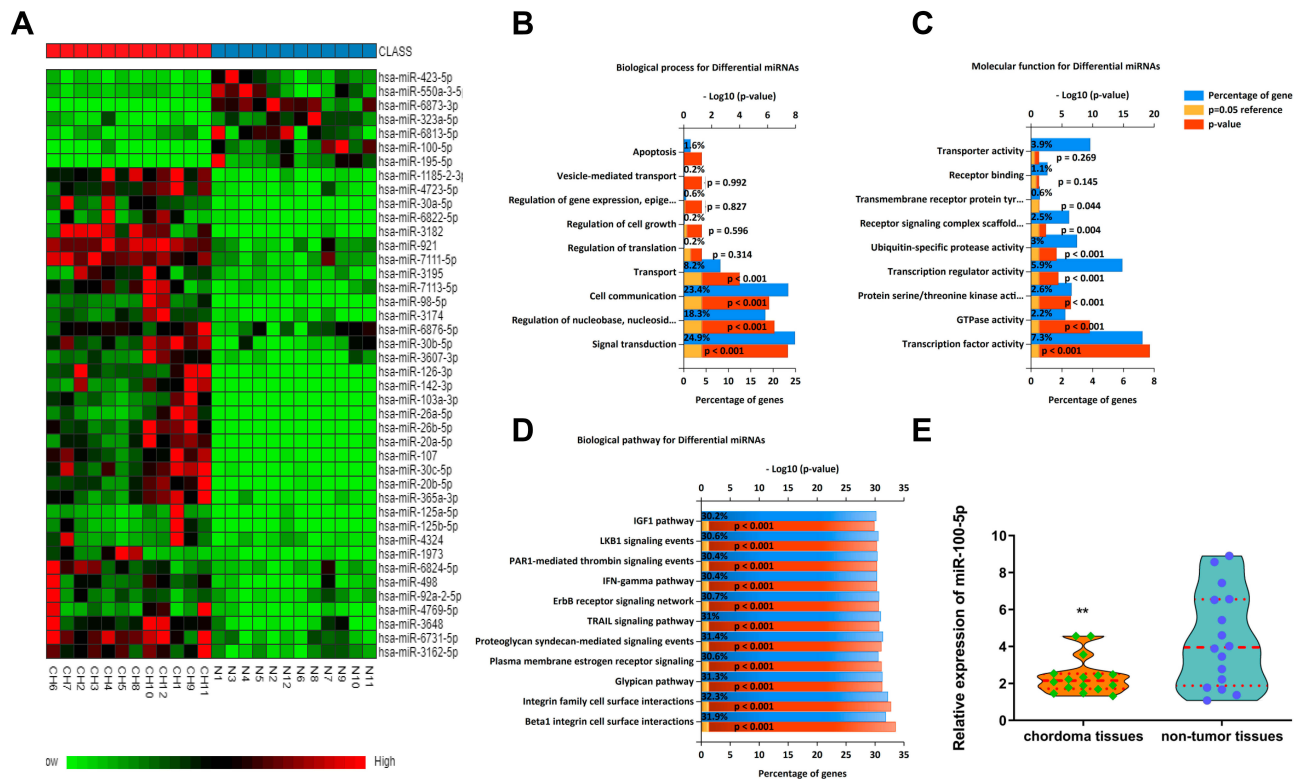 A
CLASS
hsa-miR-423-5p
hsa-miR-550a-3-5p
hsa-miR-6873-3p
hsa-miR-323a-5p
hsa-miR-6813-5p
hsa-miR-100-5p
hsa-miR-195-5p
hsa-miR-1185-2-3p
hsa-miR-4723-5p
hsa-miR-30a-5p
hsa-miR-6822-5p
hsa-miR-3182
hsa-miR-921
hsa-miR-7111-5p
hsa-miR-3195
hsa-miR-7113-5p
hsa-miR-98-5p
hsa-miR-3174
hsa-miR-6876-5p
hsa-miR-30b-5p
hsa-miR-3607-3p
hsa-miR-126-3p
hsa-miR-142-3p
hsa-miR-103a-3p
hsa-miR-26a-5p
hsa-miR-26b-5p
hsa-miR-20a-5p
hsa-miR-107
hsa-miR-30c-5p
hsa-miR-20b-5p
hsa-miR-365a-3p
hsa-miR-125a-5p
hsa-miR-125b-5p
hsa-miR-4324
hsa-miR-1973
hsa-miR-6824-5p
hsa-miR-498
hsa-miR-92a-2-5p
hsa-miR-4769-5p
hsa-miR-3648
hsa-miR-6731-5p
hsa-miR-3162-5p
CH6 CH7 CH2 CH3 CH4 CH5 CH8 CH10 CH12 CH1 CH9 CH11 N1 N3 N4 N5 N2 N12 N6 N8 N7 N9 N10 N11
ow High
B
Biological process for Differential miRNAs
- Log10 (p-value)
0 2 4 6 8
Apoptosis 1.6%
Vesicle-mediated transport 0.2% p = 0.992
Regulation of gene expression, epige... 0.6% p = 0.827
Regulation of cell growth 0.2% p = 0.596
Regulation of translation 0.2% p = 0.314
Transport 8.2% p < 0.001
Cell communication 23.4% p < 0.001
Regulation of nucleobase, nucleosid... 18.3% p < 0.001
Signal transduction 24.9% p < 0.001
0 5 10 15 20 25
Percentage of genes
C
Molecular function for Differential miRNAs
- Log10 (p-value)
0 3 7 10 13 17 20
Transporter activity 3.9% p = 0.269
Receptor binding 1.1% p = 0.145
Transmembrane receptor protein tyr... 0.6% p = 0.044
Receptor signaling complex scaffold... 2.5% p = 0.004
Ubiquitin-specific protease activity 3% p < 0.001
Transcription regulator activity 5.9% p < 0.001
Protein serine/threonine kinase acti... 2.6% p < 0.001
GTPase activity 2.2% p < 0.001
Transcription factor activity 7.3% p < 0.001
0 2 4 6 8
Percentage of genes
Percentage of gene
p=0.05 reference
p-value
D
Biological pathway for Differential miRNAs
- Log10 (p-value)
0 5 10 15 20 25 30 35
IGF1 pathway 30.2% p < 0.001
LKB1 signaling events 30.6% p < 0.001
PAR1-mediated thrombin signaling events 30.4% p < 0.001
IFN-gamma pathway 30.4% p < 0.001
ErbB receptor signaling network 30.7% p < 0.001
TRAIL signaling pathway 31% p < 0.001
Proteoglycan syndecan-mediated signaling events 31.4% p < 0.001
Plasma membrane estrogen receptor signaling 30.6% p < 0.001
Glypican pathway 31.3% p < 0.001
Integrin family cell surface interactions 32.3% p < 0.001
Beta1 integrin cell surface interactions 31.9% p < 0.001
0 5 10 15 20 25 30 35
Percentage of genes
E
Relative expression of miR-100-5p
10
8
6
4
2
0
**
chordoma tissues non-tumor tissues